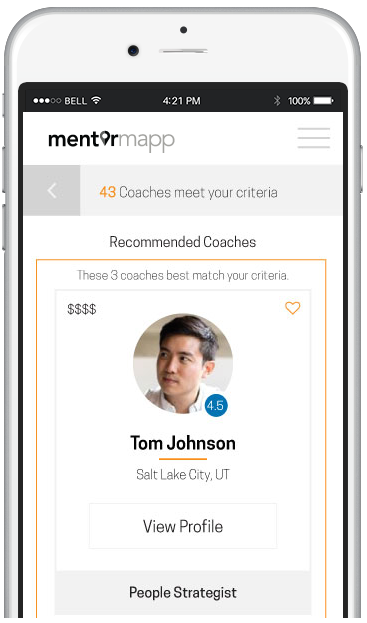 ●●●○○ BELL 4:21 PM 100%
mentormapp
43 Coaches meet your criteria
Recommended Coaches
These 3 coaches best match your criteria.
$$$$
4.5
Tom Johnson
Salt Lake City, UT
View Profile
People Strategist